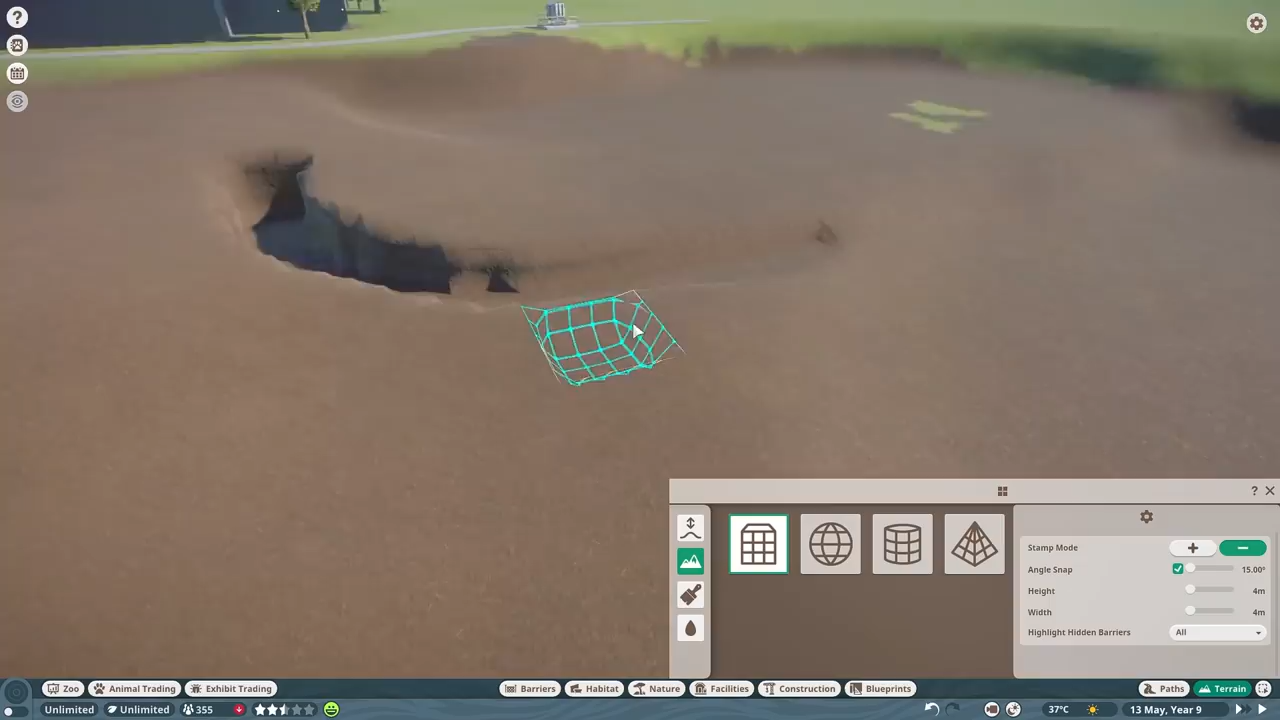 ?
?
Stamp Mode
Angle Snap 15.00°
Height 4m
Width 4m
Highlight Hidden Barriers All
Zoo Animal Trading Exhibit Trading Barriers Habitat Nature Facilities Construction Blueprints Paths Terrain
Unlimited Unlimited 355 37°C 13 May, Year 9